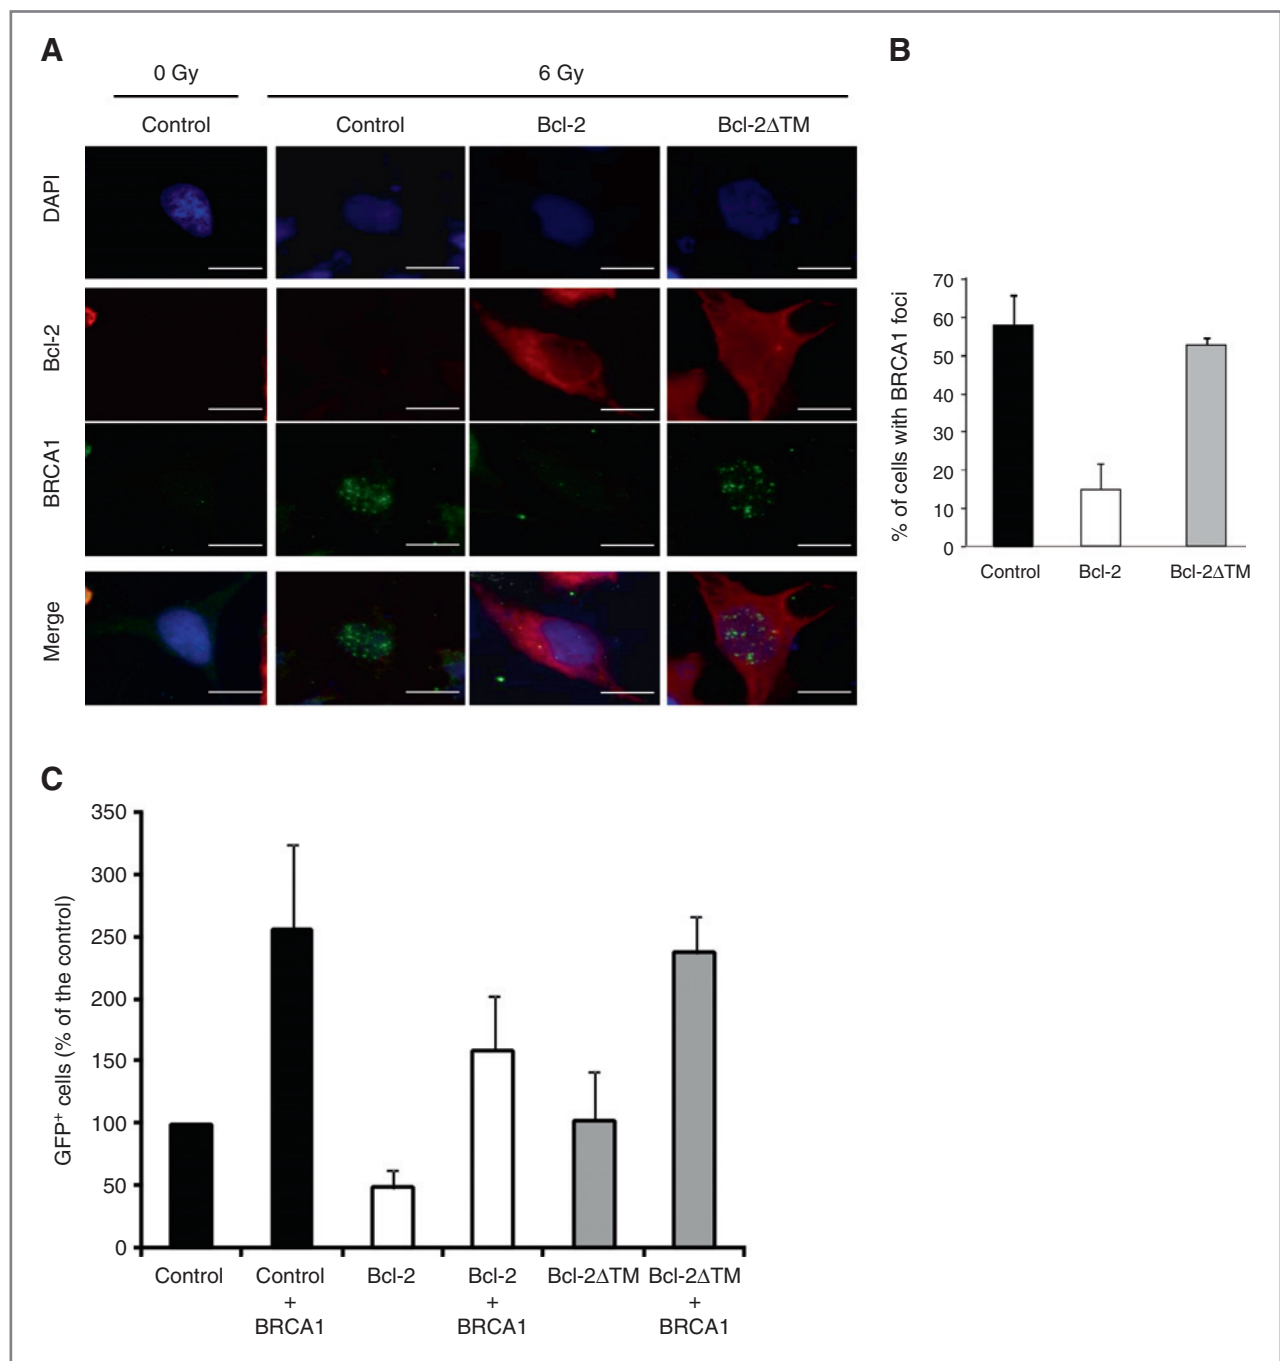 A
0 Gy
6 Gy
Control
Control
Bcl-2
Bcl-2ΔTM
DAPI
Bcl-2
BRCA1
Merge
B
% of cells with BRCA1 foci
70
60
50
40
30
20
10
0
Control
Bcl-2
Bcl-2ΔTM
C
GFP⁺ cells (% of the control)
350
300
250
200
150
100
50
0
Control
Control
+
BRCA1
Bcl-2
Bcl-2
+
BRCA1
Bcl-2ΔTM
Bcl-2ΔTM
+
BRCA1